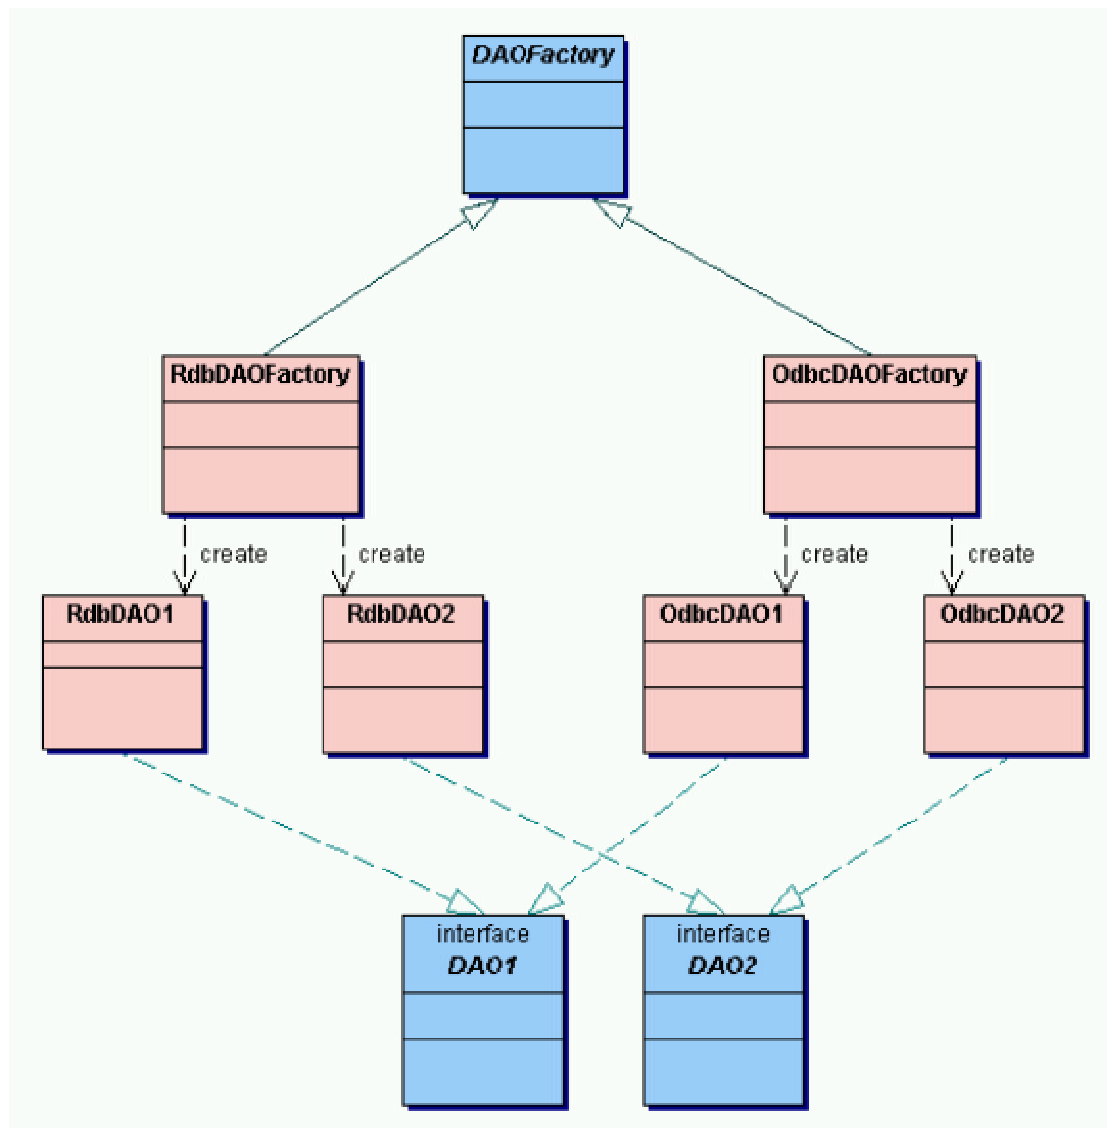 DAOFactory
RdbDAOFactory
OdbcDAOFactory
create
create
create
create
RdbDAO1
RdbDAO2
OdbcDAO1
OdbcDAO2
interface
DAO1
interface
DAO2